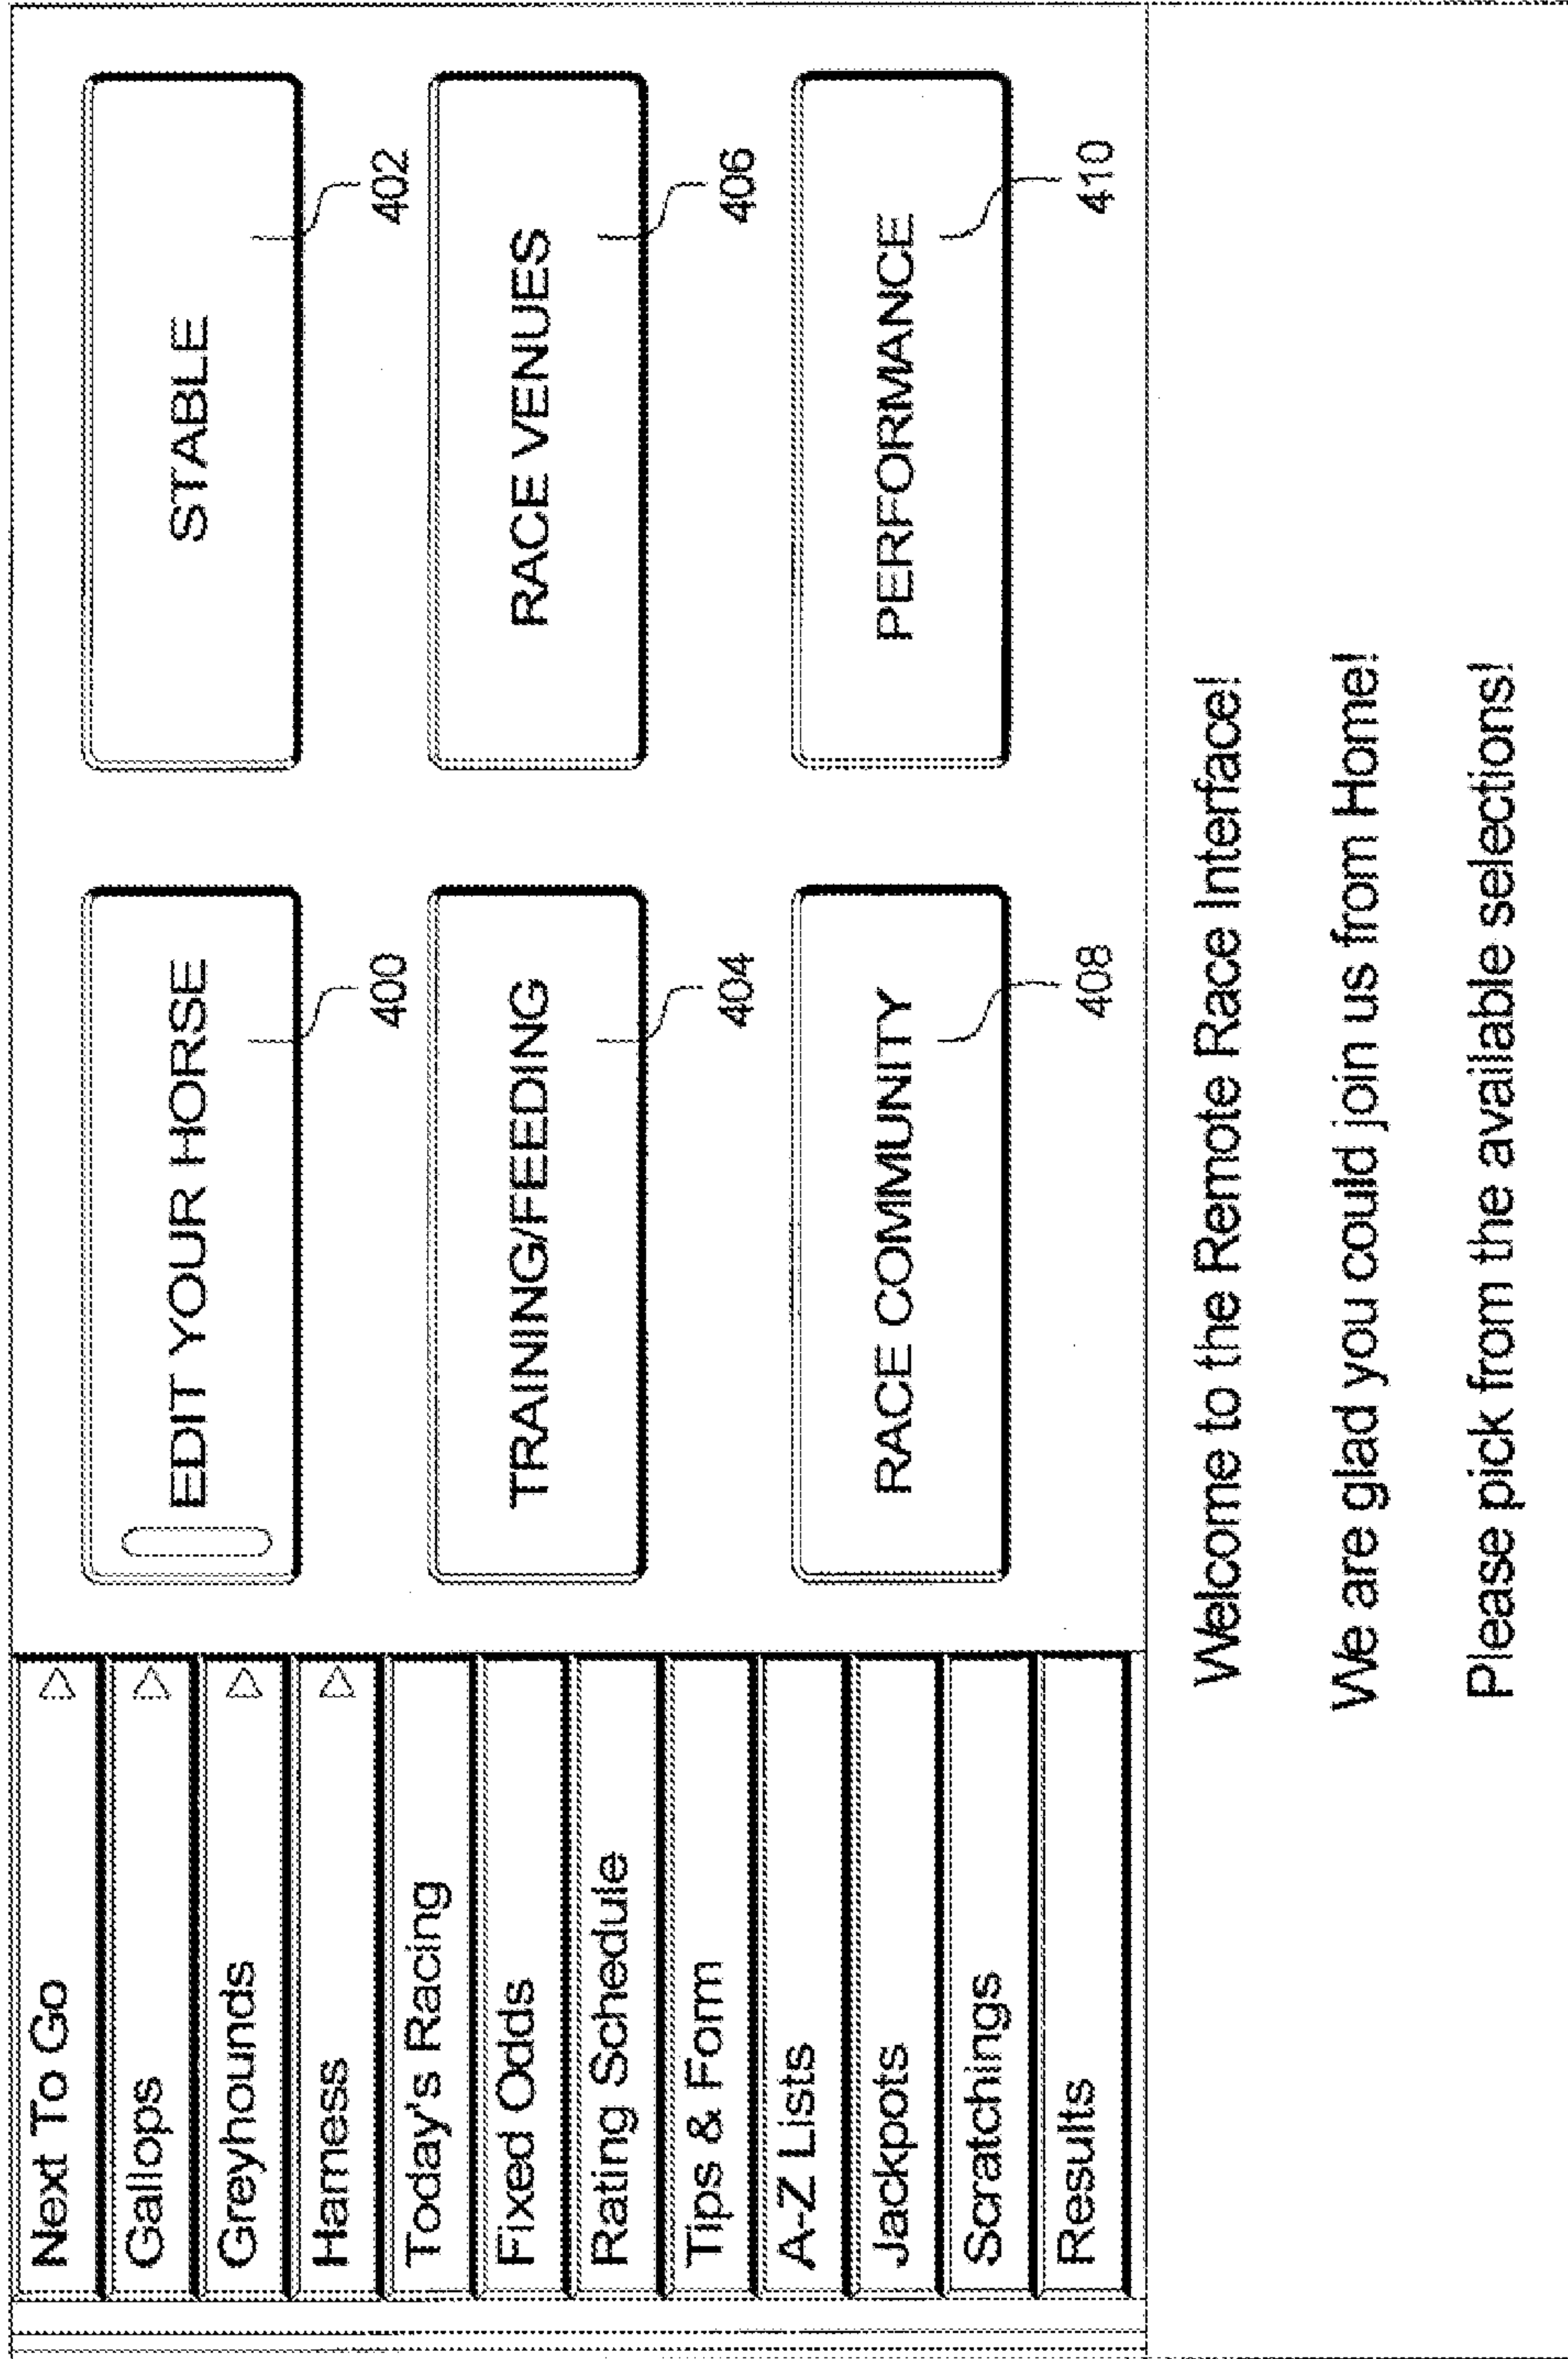 Next To Go
Gallops
Greyhounds
Harness
Today's Racing
Fixed Odds
Rating Schedule
Tips & Form
A-Z Lists
Jackpots
Scratchings
Results
EDIT YOUR HORSE
400
STABLE
402
TRAINING/FEEDING
404
RACE VENUES
406
RACE COMMUNITY
408
PERFORMANCE
410
Welcome to the Remote Race Interface!
We are glad you could join us from Home!
Please pick from the available selections!